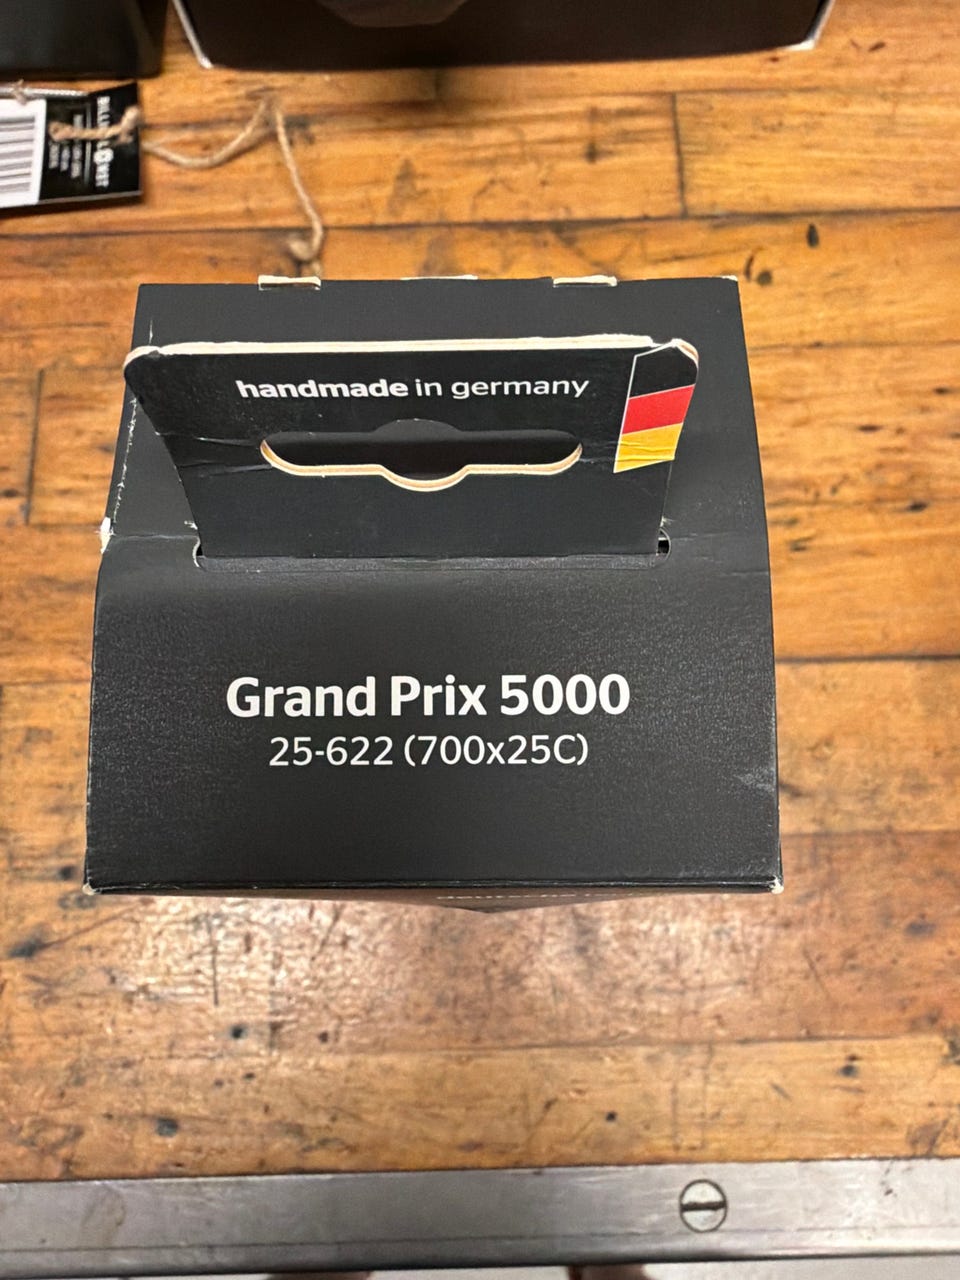 handmade in germany
Grand Prix 5000
25-622 (700x25C)